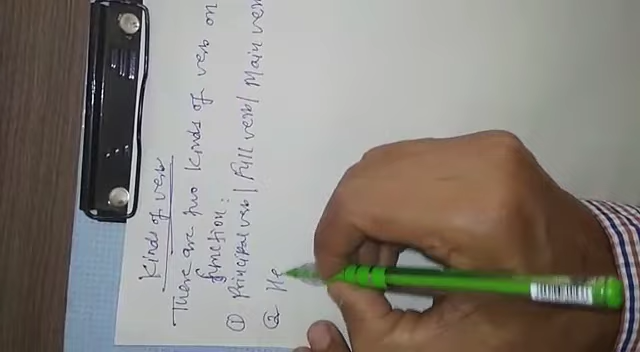 Kinds of verb
There are two kinds of verb on
function:
① Principal verb / Full verb / Main verb
② He